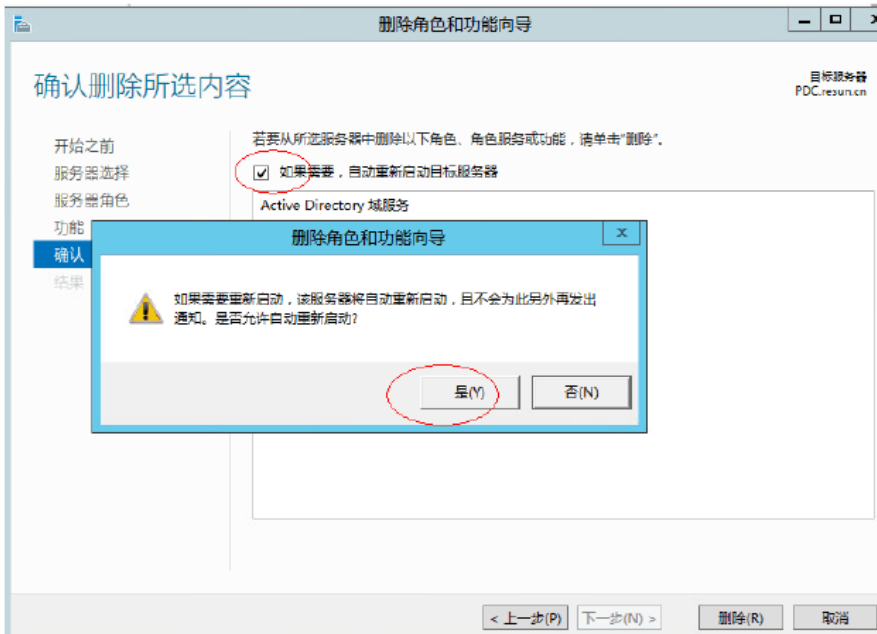 删除角色和功能向导
确认删除所选内容
目标服务器
PDC.resun.cn
开始之前
服务器选择
服务器角色
功能
确认
结果
若要从所选服务器中删除以下角色、角色服务或功能，请单击"删除"。
如果需要，自动重新启动目标服务器
Active Directory 域服务
删除角色和功能向导
x
如果需要重新启动，该服务器将自动重新启动，且不会为此另外再发出
通知。是否允许自动重新启动?
是(Y)
否(N)
< 上一步(P)
下一步(N) >
删除(R)
取消